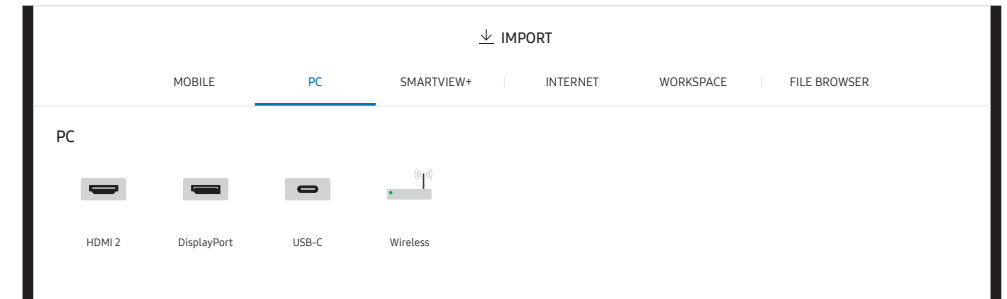 IMPORT
MOBILE PC SMARTVIEW+ INTERNET WORKSPACE FILE BROWSER
PC
HDMI 2 DisplayPort USB-C Wireless